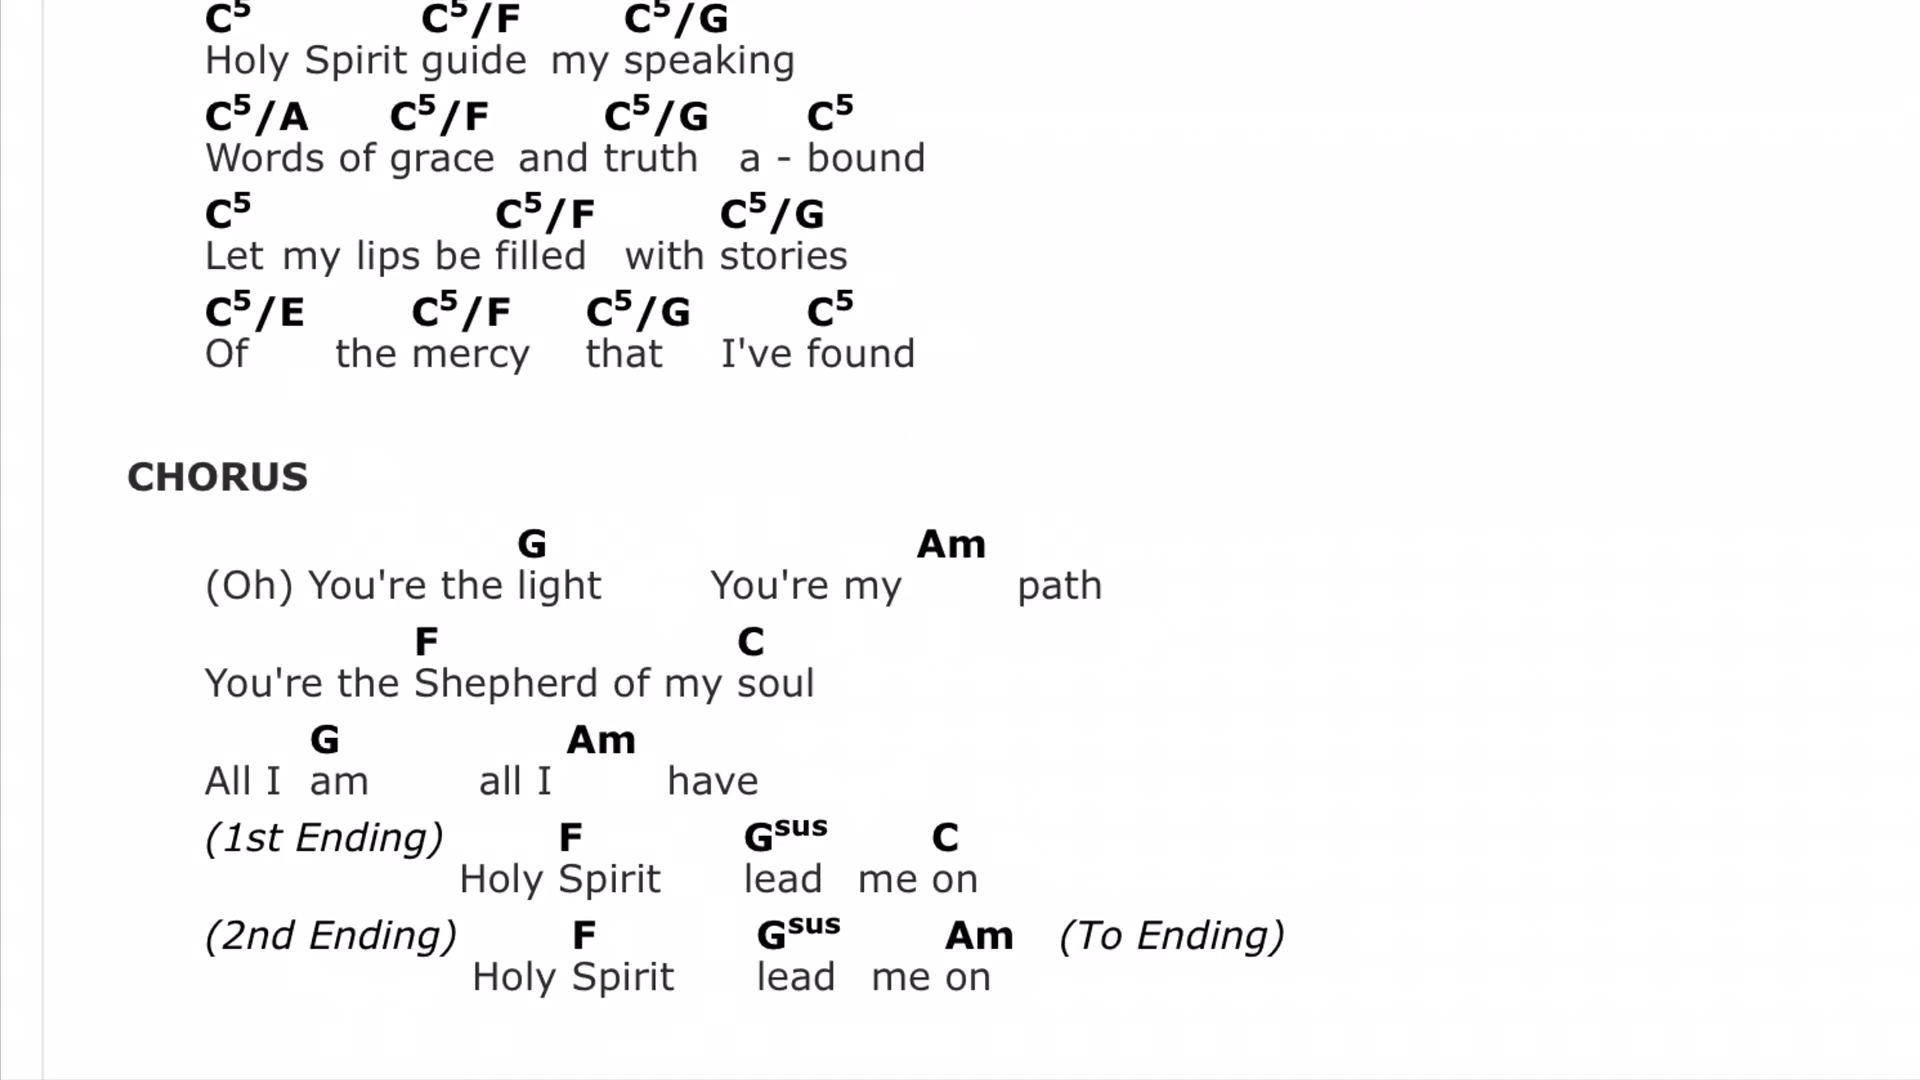 C5 C5/F C5/G
Holy Spirit guide my speaking
C5/A C5/F C5/G C5
Words of grace and truth a - bound
C5 C5/F C5/G
Let my lips be filled with stories
C5/E C5/F C5/G C5
Of the mercy that I've found
CHORUS
G Am
(Oh) You're the light You're my path
F C
You're the Shepherd of my soul
G Am
All I am all I have
(1st Ending) F Gsus C
Holy Spirit lead me on
(2nd Ending) F Gsus Am (To Ending)
Holy Spirit lead me on